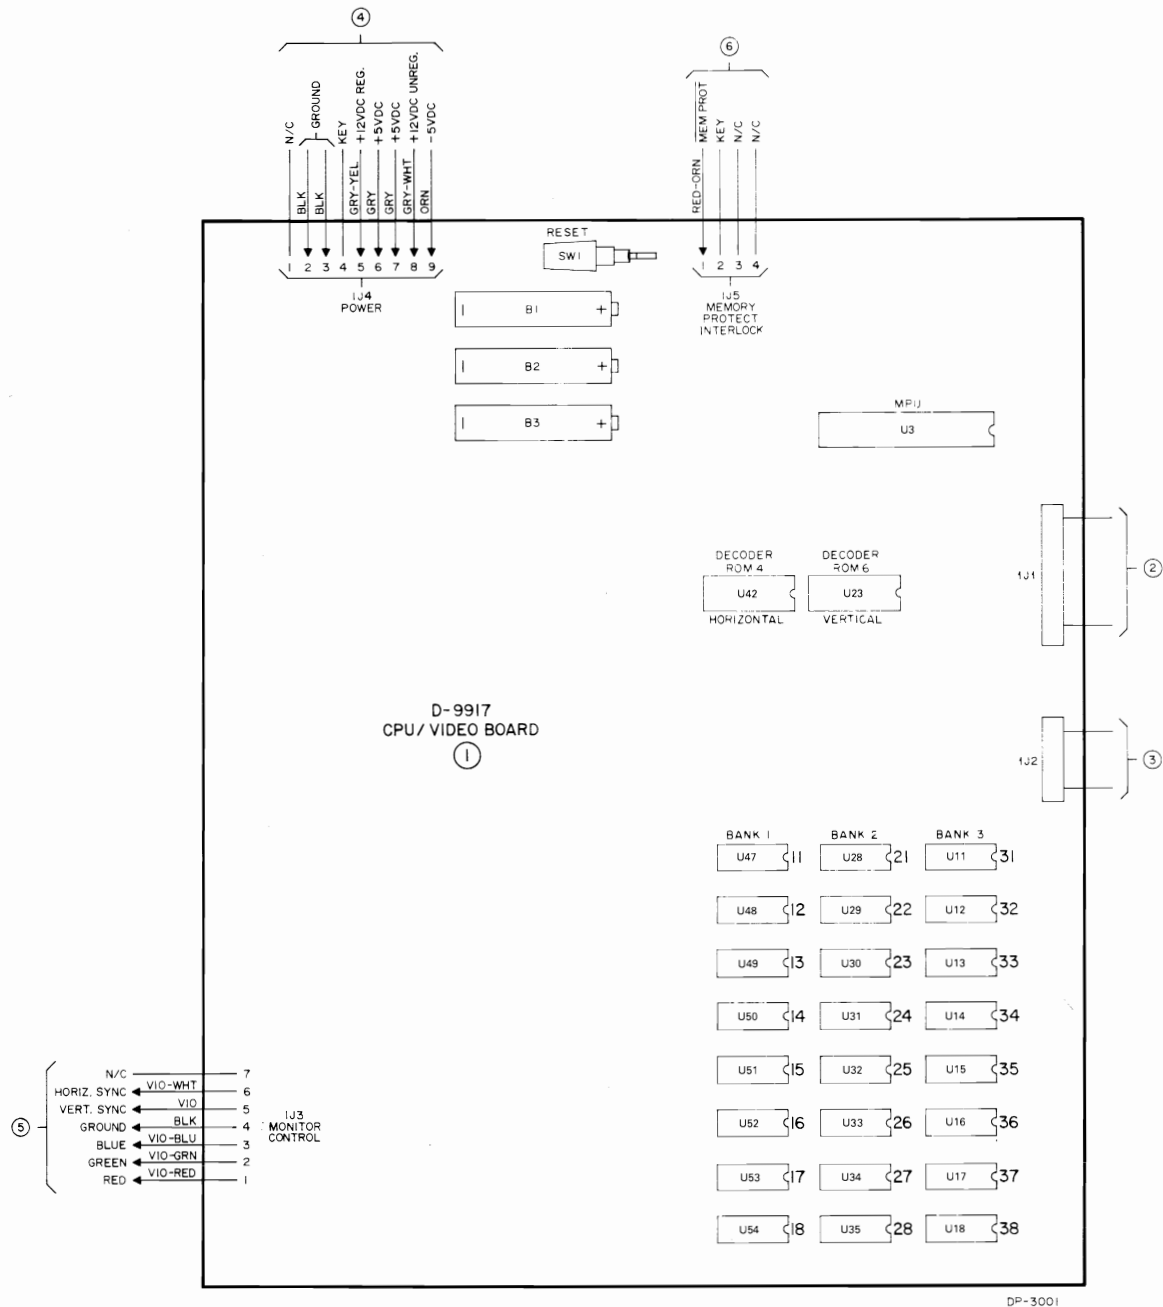 4
6
N/C
GROUND
KEY
+12VDC REG.
+5VDC
+5VDC
+12VDC UNREG.
-5VDC
BLK
BLK
GRY-YEL
GRY
GRY
GRY-WHT
ORN
1 2 3 4 5 6 7 8 9
1J4
POWER
MEM PROT
KEY
N/C
N/C
RED-ORN
1 2 3 4
1J5
MEMORY
PROTECT
INTERLOCK
RESET
SW1
B1 +
B2 +
B3 +
MPU
U3
DECODER
ROM 4
U42
HORIZONTAL
DECODER
ROM 6
U23
VERTICAL
1J1
2
1J2
3
D-9917
CPU/VIDEO BOARD
1
BANK 1 BANK 2 BANK 3
U47 11 U28 21 U11 31
U48 12 U29 22 U12 32
U49 13 U30 23 U13 33
U50 14 U31 24 U14 34
U51 15 U32 25 U15 35
U52 16 U33 26 U16 36
U53 17 U34 27 U17 37
U54 18 U35 28 U18 38
5
N/C 7
HORIZ. SYNC VIO-WHT 6
VERT. SYNC VIO 5
GROUND BLK 4
BLUE VIO-BLU 3
GREEN VIO-GRN 2
RED VIO-RED 1
1J3
MONITOR
CONTROL
DP-3001